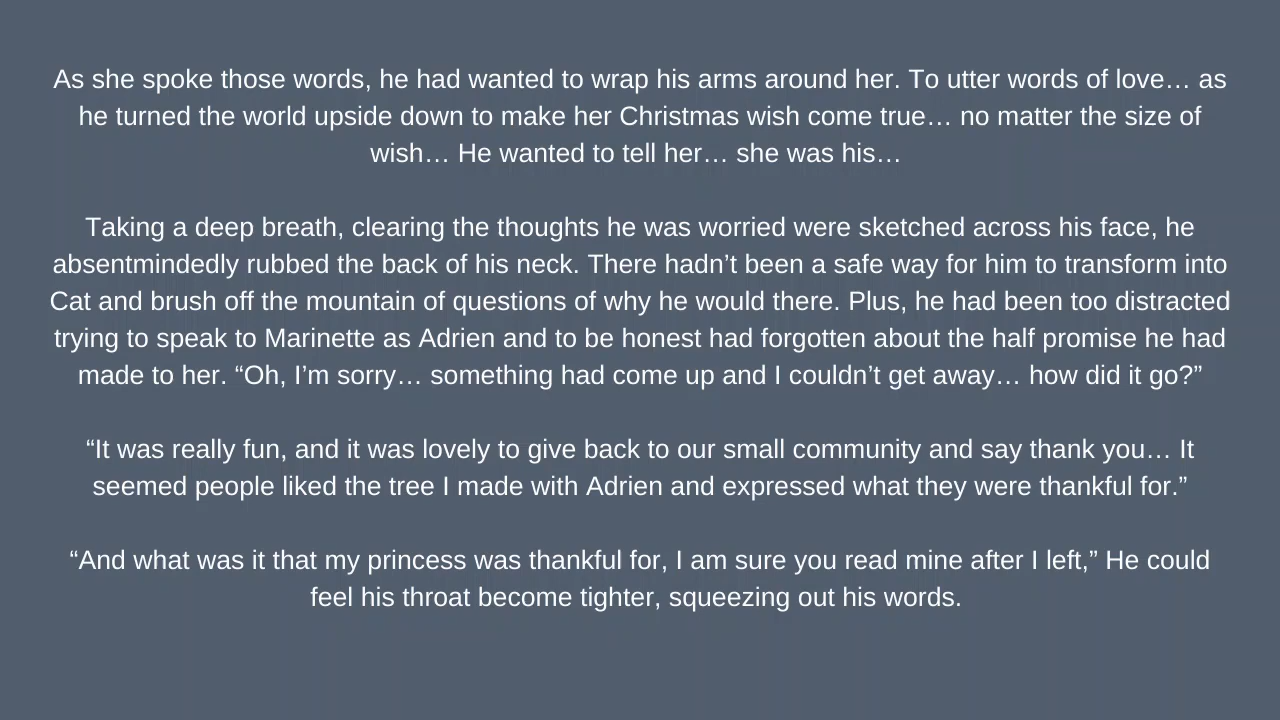 As she spoke those words, he had wanted to wrap his arms around her. To utter words of love… as
he turned the world upside down to make her Christmas wish come true… no matter the size of
wish… He wanted to tell her… she was his…
Taking a deep breath, clearing the thoughts he was worried were sketched across his face, he
absentmindedly rubbed the back of his neck. There hadn’t been a safe way for him to transform into
Cat and brush off the mountain of questions of why he would there. Plus, he had been too distracted
trying to speak to Marinette as Adrien and to be honest had forgotten about the half promise he had
made to her. “Oh, I’m sorry… something had come up and I couldn’t get away… how did it go?”
“It was really fun, and it was lovely to give back to our small community and say thank you… It
seemed people liked the tree I made with Adrien and expressed what they were thankful for.”
“And what was it that my princess was thankful for, I am sure you read mine after I left,” He could
feel his throat become tighter, squeezing out his words.